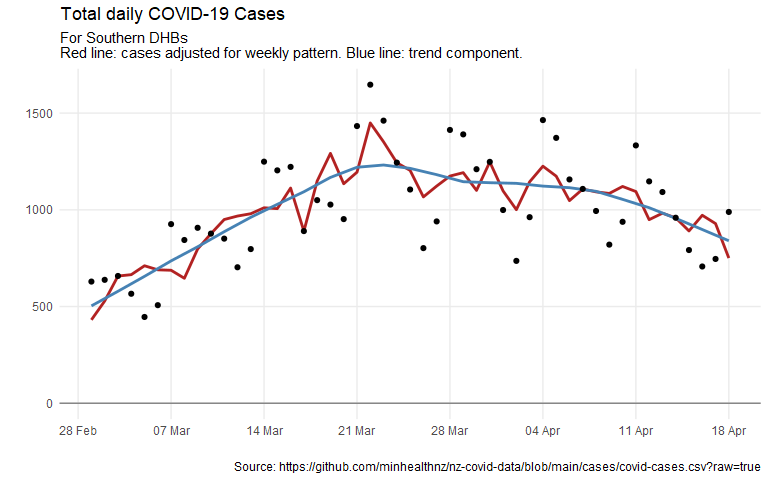 Total daily COVID-19 Cases
For Southern DHBs
Red line: cases adjusted for weekly pattern. Blue line: trend component.
1500
1000
500
0
28 Feb 07 Mar 14 Mar 21 Mar 28 Mar 04 Apr 11 Apr 18 Apr
Source: https://github.com/minhealthnz/nz-covid-data/blob/main/cases/covid-cases.csv?raw=true